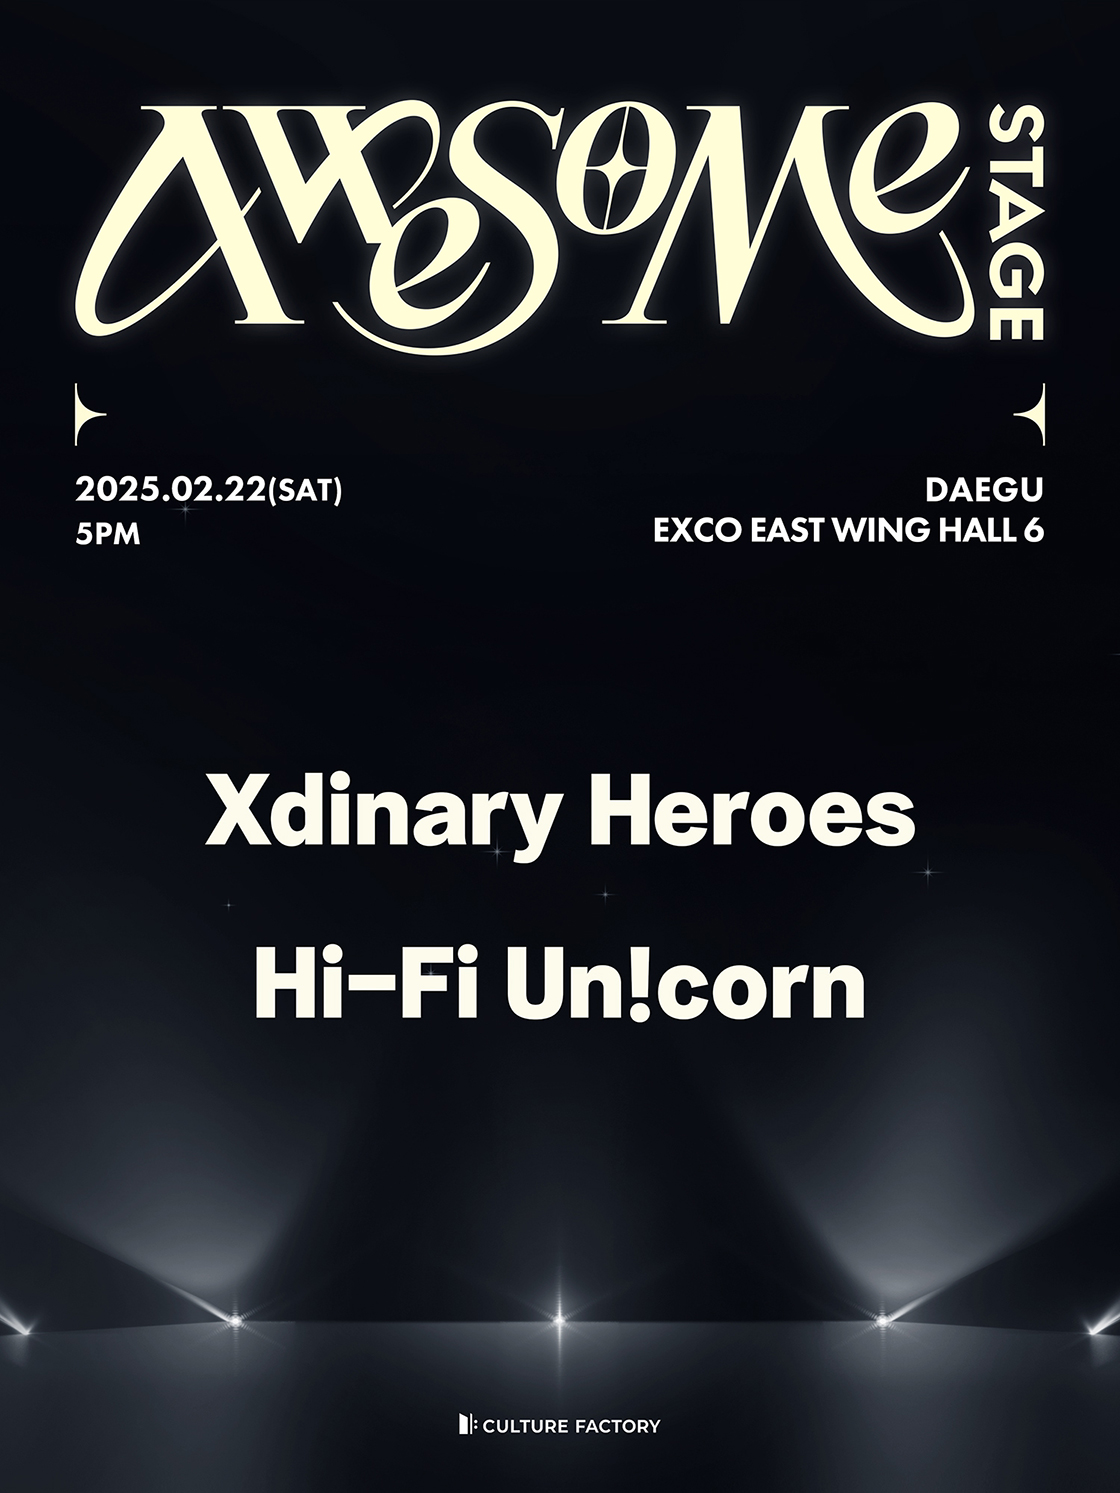 AweSOMe
STAGE
2025.02.22(SAT)
5PM
DAEGU
EXCO EAST WING HALL 6
Xdinary Heroes
Hi-Fi Un!corn
CULTURE FACTORY